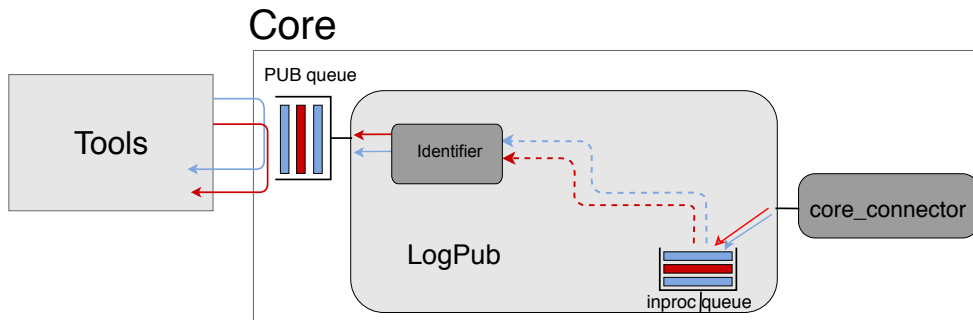 Core
PUB queue
Tools
Identifier
core_connector
LogPub
inproc queue